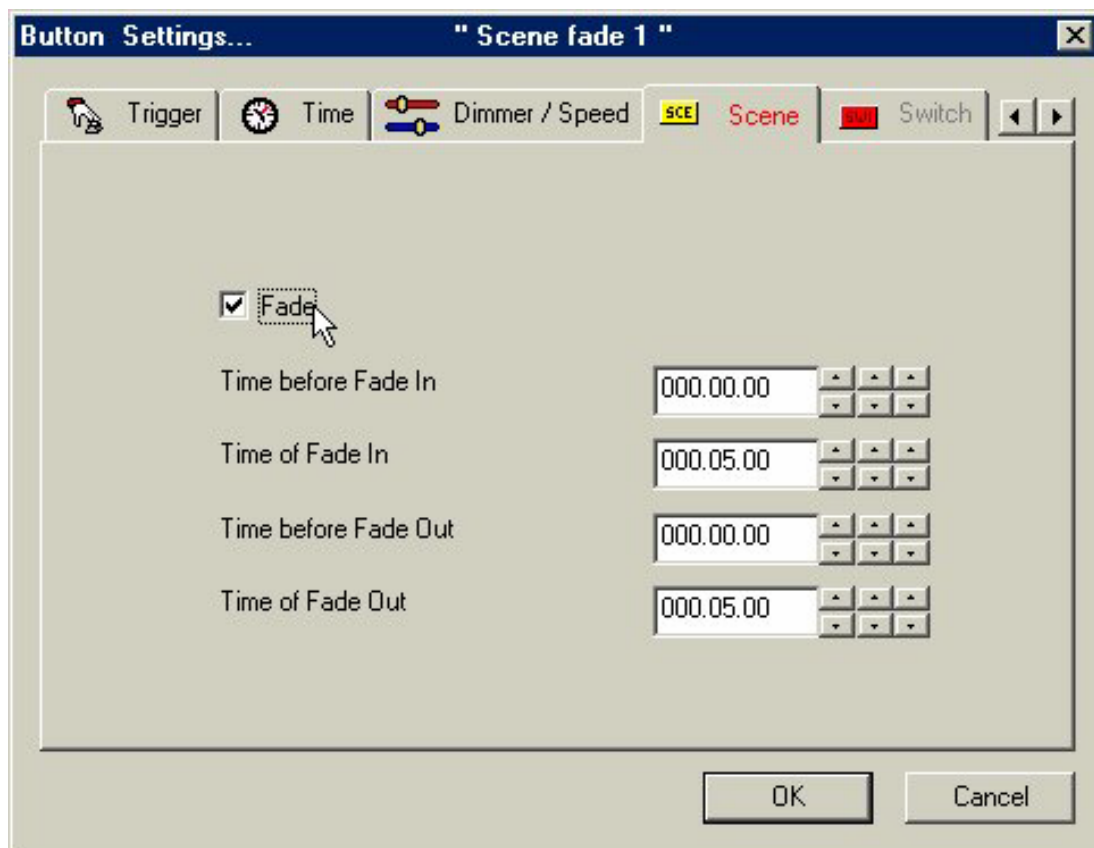 Button Settings... " Scene fade 1 "
Trigger Time Dimmer / Speed SCE Scene SWI Switch
Fade
Time before Fade In 000.00.00
Time of Fade In 000.05.00
Time before Fade Out 000.00.00
Time of Fade Out 000.05.00
OK Cancel